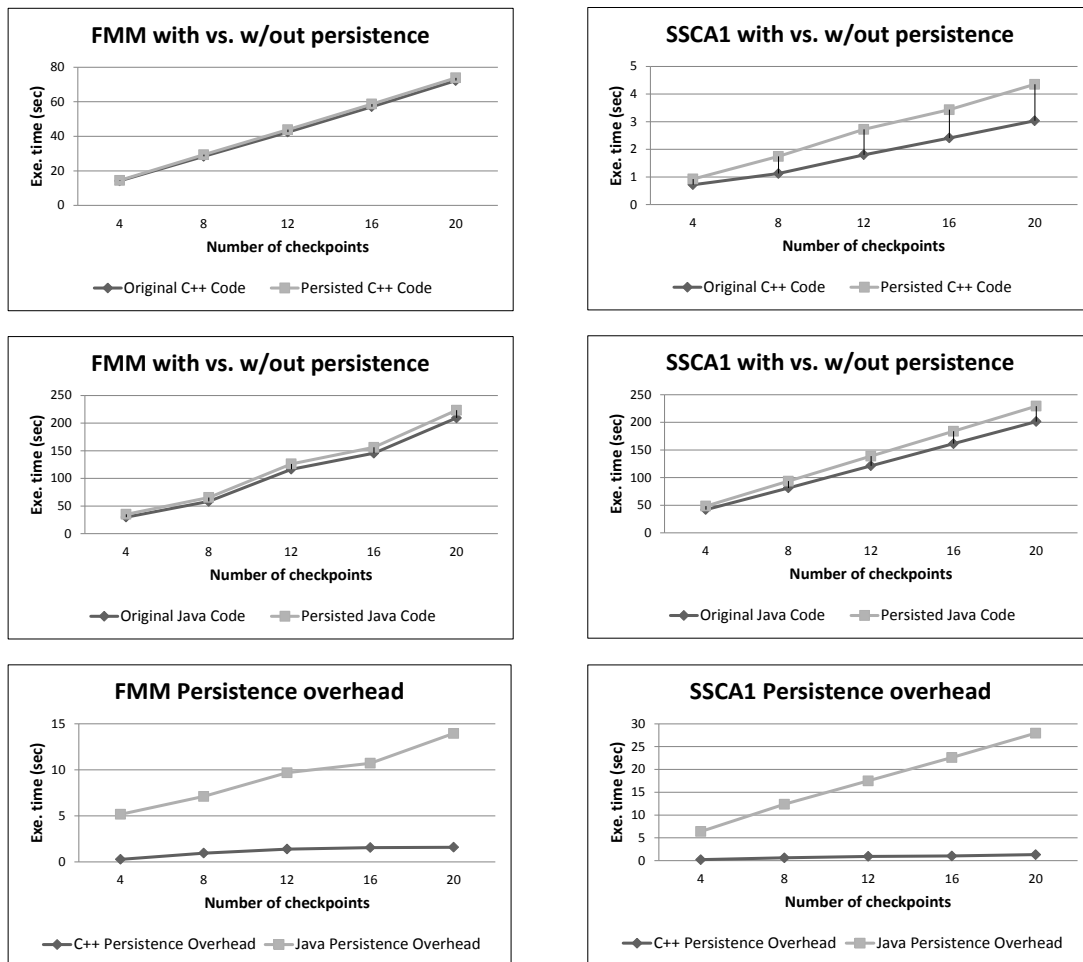 FMM with vs. w/out persistence
Exe. time (sec)
80
60
40
20
0
4 8 12 16 20
Number of checkpoints
Original C++ Code Persisted C++ Code
SSCA1 with vs. w/out persistence
Exe. time (sec)
5
4
3
2
1
0
4 8 12 16 20
Number of checkpoints
Original C++ Code Persisted C++ Code
FMM with vs. w/out persistence
Exe. time (sec)
250
200
150
100
50
0
4 8 12 16 20
Number of checkpoints
Original Java Code Persisted Java Code
SSCA1 with vs. w/out persistence
Exe. time (sec)
250
200
150
100
50
0
4 8 12 16 20
Number of checkpoints
Original Java Code Persisted Java Code
FMM Persistence overhead
Exe. time (sec)
15
10
5
0
4 8 12 16 20
Number of checkpoints
C++ Persistence Overhead Java Persistence Overhead
SSCA1 Persistence overhead
Exe. time (sec)
30
25
20
15
10
5
0
4 8 12 16 20
Number of checkpoints
C++ Persistence Overhead Java Persistence Overhead